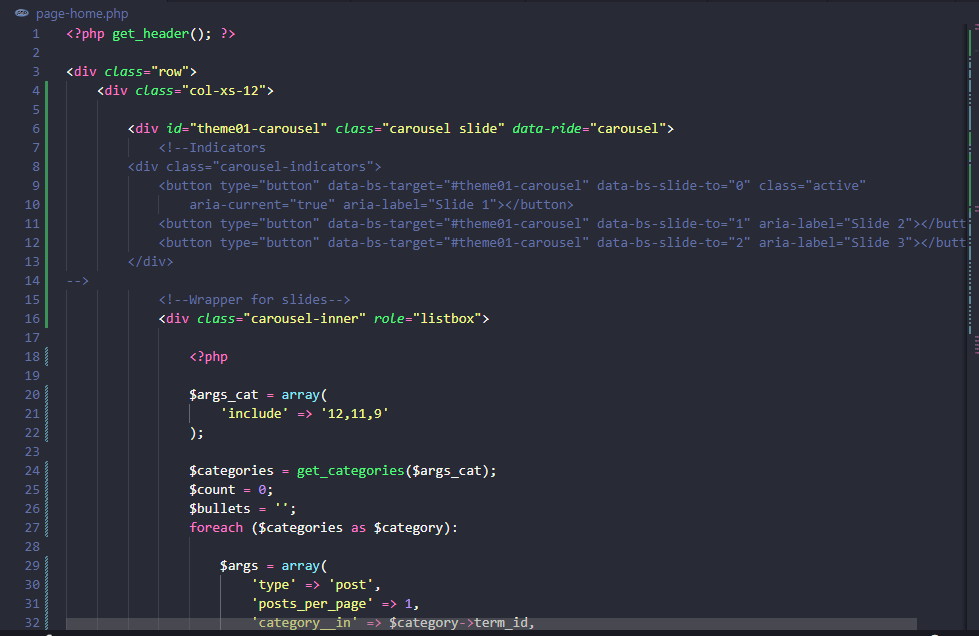 page-home.php
1 <?php get_header(); ?>
2
3 <div class="row">
4 <div class="col-xs-12">
5
6 <div id="theme01-carousel" class="carousel slide" data-ride="carousel">
7 <!--Indicators
8 <div class="carousel-indicators">
9 <button type="button" data-bs-target="#theme01-carousel" data-bs-slide-to="0" class="active"
10 aria-current="true" aria-label="Slide 1"></button>
11 <button type="button" data-bs-target="#theme01-carousel" data-bs-slide-to="1" aria-label="Slide 2"></butt
12 <button type="button" data-bs-target="#theme01-carousel" data-bs-slide-to="2" aria-label="Slide 3"></butt
13 </div>
14 -->
15 <!--Wrapper for slides-->
16 <div class="carousel-inner" role="listbox">
17
18 <?php
19
20 $args_cat = array(
21 'include' => '12,11,9'
22 );
23
24 $categories = get_categories($args_cat);
25 $count = 0;
26 $bullets = '';
27 foreach ($categories as $category):
28
29 $args = array(
30 'type' => 'post',
31 'posts_per_page' => 1,
32 'category__in' => $category->term_id,